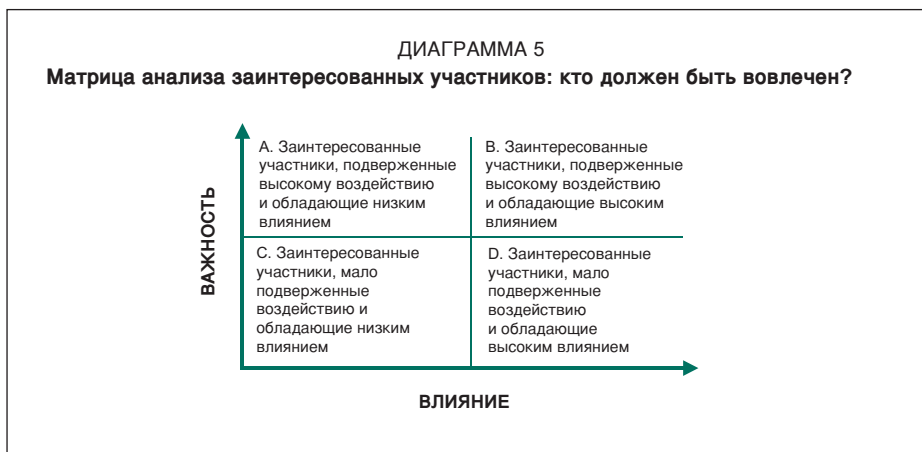 ДИАГРАММА 5
Матрица анализа заинтересованных участников: кто должен быть вовлечен?
ВАЖНОСТЬ
A. Заинтересованные
участники, подверженные
высокому воздействию
и обладающие низким
влиянием
B. Заинтересованные
участники, подверженные
высокому воздействию
и обладающие высоким
влиянием
C. Заинтересованные
участники, мало
подверженные
воздействию и
обладающие низким
влиянием
D. Заинтересованные
участники, мало
подверженные
воздействию
и обладающие
высоким влиянием
ВЛИЯНИЕ